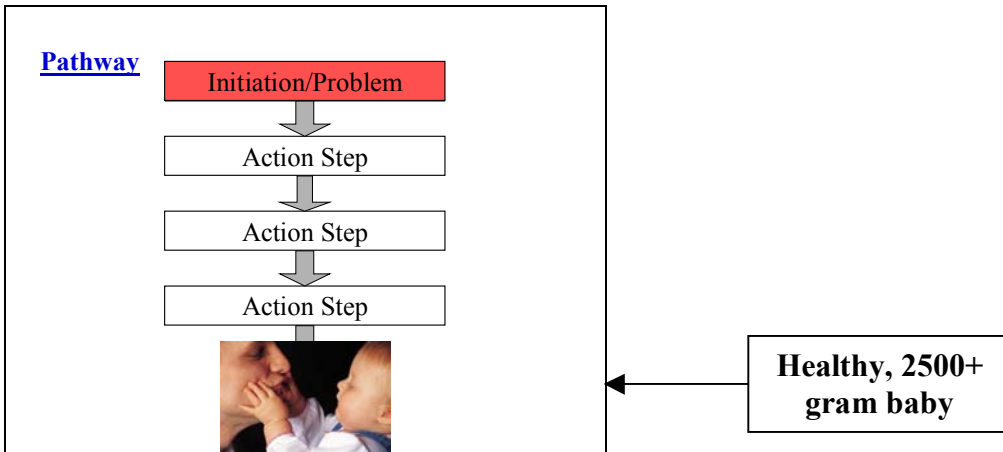 Pathway
Initiation/Problem
Action Step
Action Step
Action Step
Healthy, 2500+
gram baby